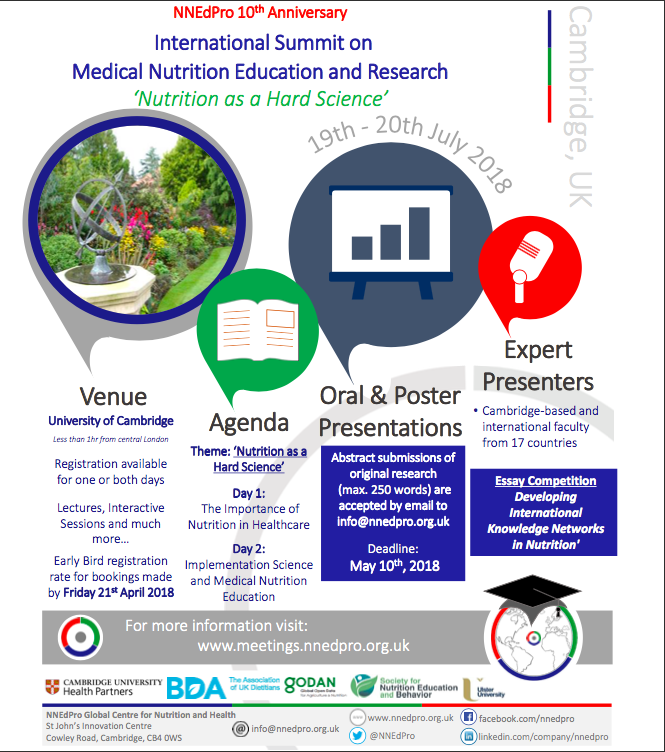 NNEdPro 10th Anniversary
International Summit on
Medical Nutrition Education and Research
‘Nutrition as a Hard Science’
Cambridge, UK
19th - 20th July 2018
Venue
University of Cambridge
Less than 1hr from central London
Registration available
for one or both days
Lectures, Interactive
Sessions and much
more...
Early Bird registration
rate for bookings made
by Friday 21st April 2018
Agenda
Theme: ‘Nutrition as a
Hard Science’
Day 1:
The Importance of
Nutrition in Healthcare
Day 2:
Implementation Science
and Medical Nutrition
Education
Oral & Poster
Presentations
Abstract submissions of
original research
(max. 250 words) are
accepted by email to
info@nnedpro.org.uk
Deadline:
May 10th, 2018
Expert
Presenters
• Cambridge-based and
international faculty
from 17 countries
Essay Competition
Developing
International
Knowledge Networks
in Nutrition'
For more information visit:
www.meetings.nnedpro.org.uk
CAMBRIDGE UNIVERSITY
Health Partners
BDA
The Association
of UK Dietitians
GODAN
Global Open Data
for Agriculture & Nutrition
Society for
Nutrition Education
and Behavior
Ulster
University
NNEdPro Global Centre for Nutrition and Health
St John's Innovation Centre
Cowley Road, Cambridge, CB4 0WS
@ info@nnedpro.org.uk
www.nnedpro.org.uk
@NNEdPro
facebook.com/nnedpro
linkedin.com/company/nnedpro